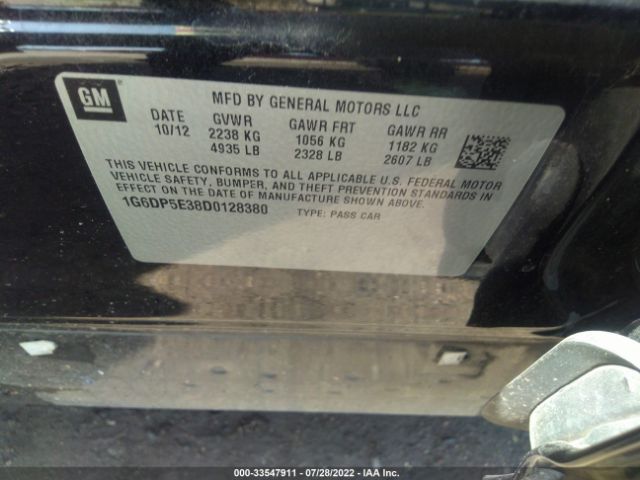 GM
MFD BY GENERAL MOTORS LLC
DATE GVWR GAWR FRT GAWR RR
10/12 2238 KG 1056 KG 1182 KG
4935 LB 2328 LB 2607 LB
THIS VEHICLE CONFORMS TO ALL APPLICABLE U.S. FEDERAL MOTOR
VEHICLE SAFETY, BUMPER, AND THEFT PREVENTION STANDARDS IN
EFFECT ON THE DATE OF MANUFACTURE SHOWN ABOVE.
1G6DP5E38D0128380 TYPE: PASS CAR
000-33547911 / 07/28/2022 - IAA Inc.